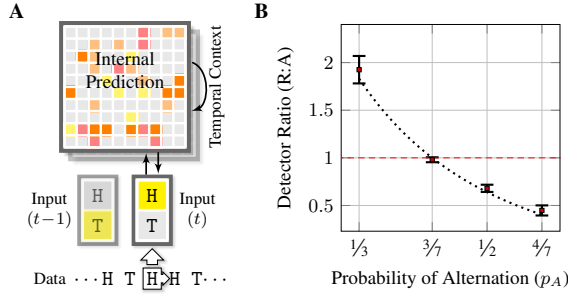 A
Internal
Prediction
Temporal Context
Input
(t−1)
H
T
H
T
Input
(t)
Data
···H T H H T···
B
Detector Ratio (R:A)
2
1.5
1
0.5
1/3
3/7
1/2
4/7
Probability of Alternation (pA)